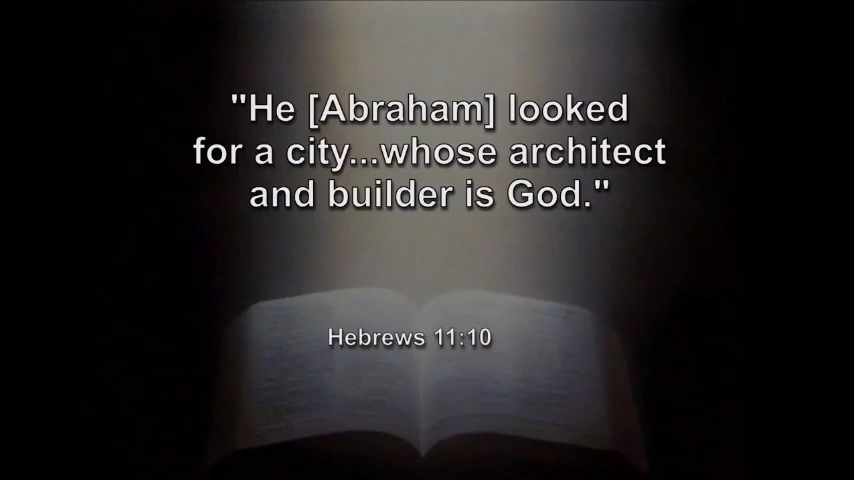 "He [Abraham] looked
for a city...whose architect
and builder is God."
Hebrews 11:10